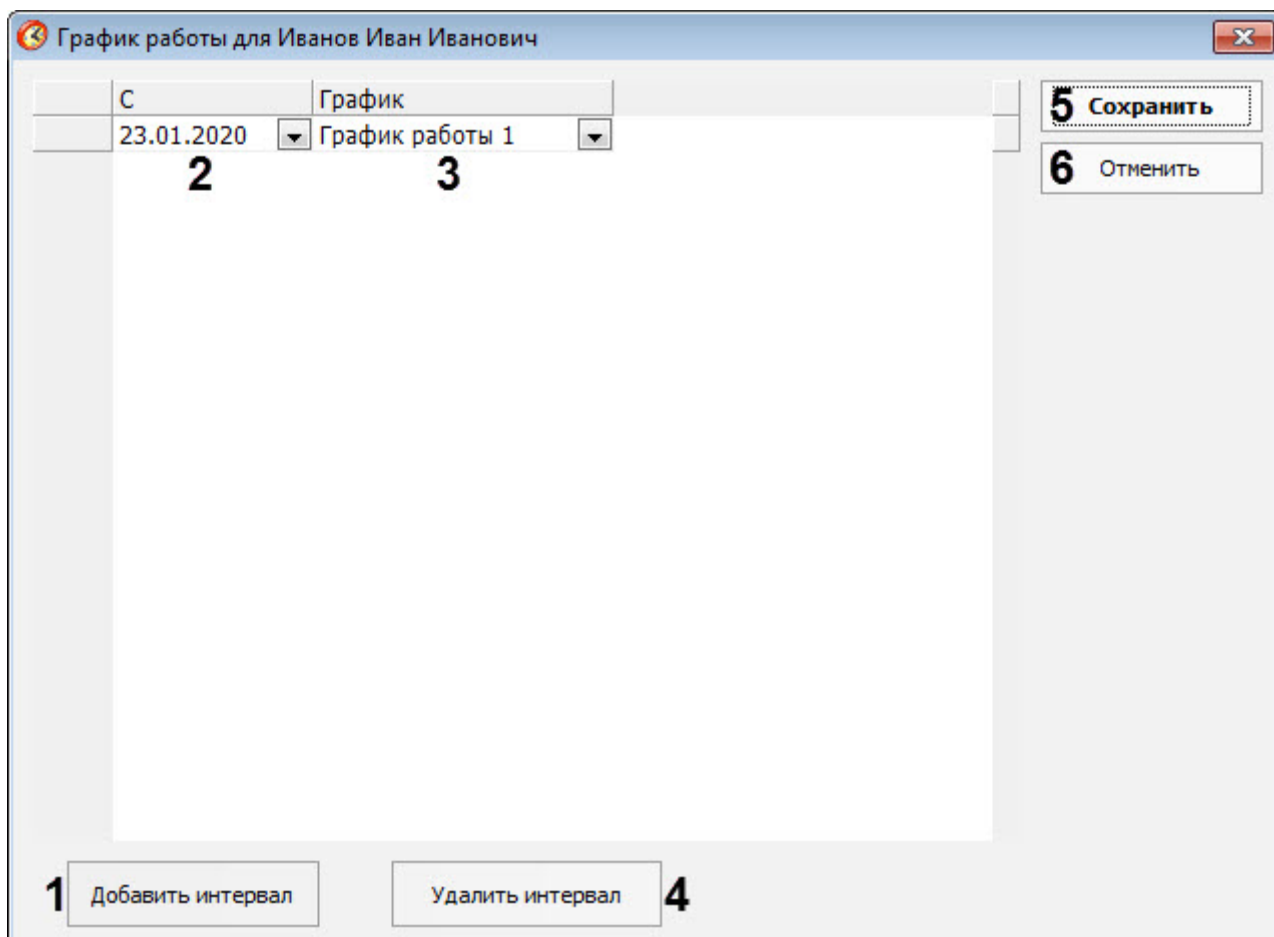 График работы для Иванов Иван Иванович
С График
23.01.2020 График работы 1
2 3
5 Сохранить
6 Отменить
1 Добавить интервал Удалить интервал 4